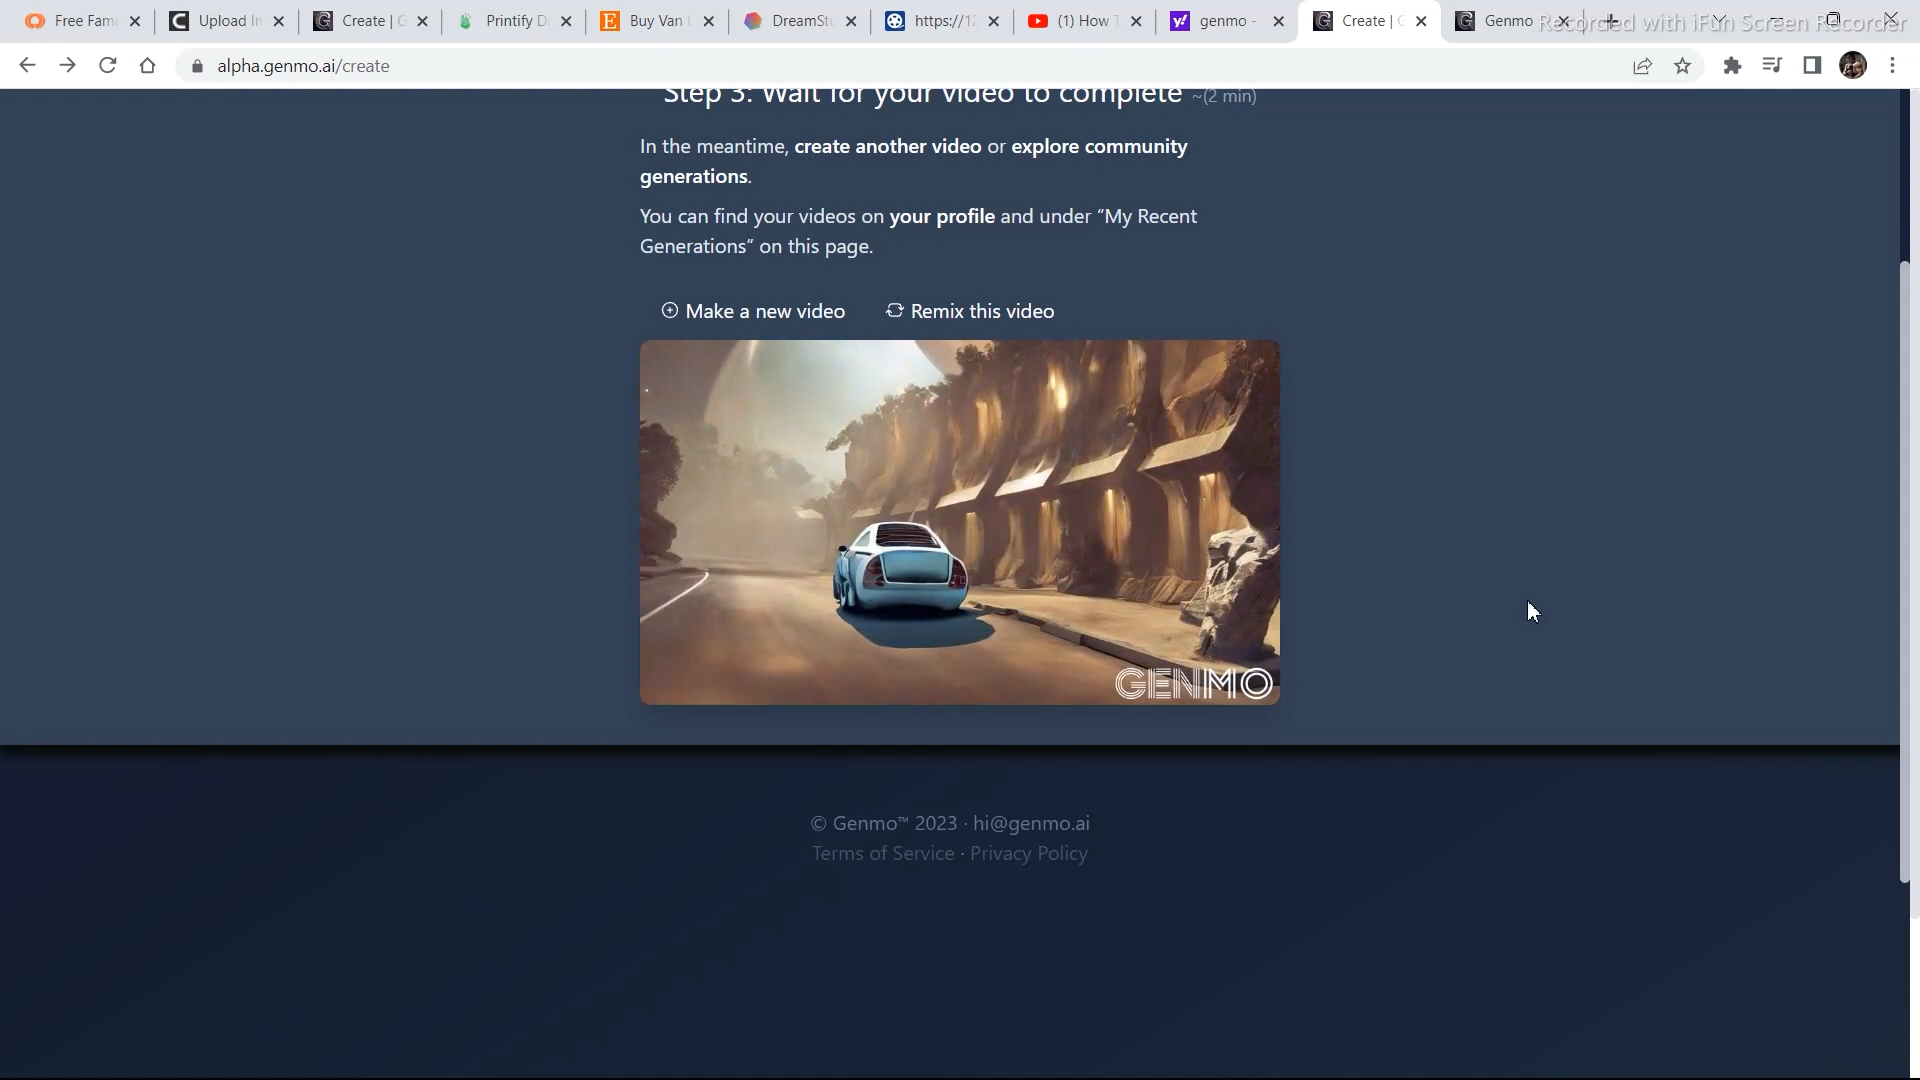 Free Fami
Upload In
Create | G
Printify D
Buy Van L
DreamStu
https://12
(1) How T
genmo -
Create | G
Genmo
Recorded with iFun Screen Recorder
alpha.genmo.ai/create
Step 3: Wait for your video to complete ~(2 min)
In the meantime, create another video or explore community
generations.
You can find your videos on your profile and under “My Recent
Generations” on this page.
Make a new video
Remix this video
GENMO
© Genmo™ 2023 · hi@genmo.ai
Terms of Service · Privacy Policy